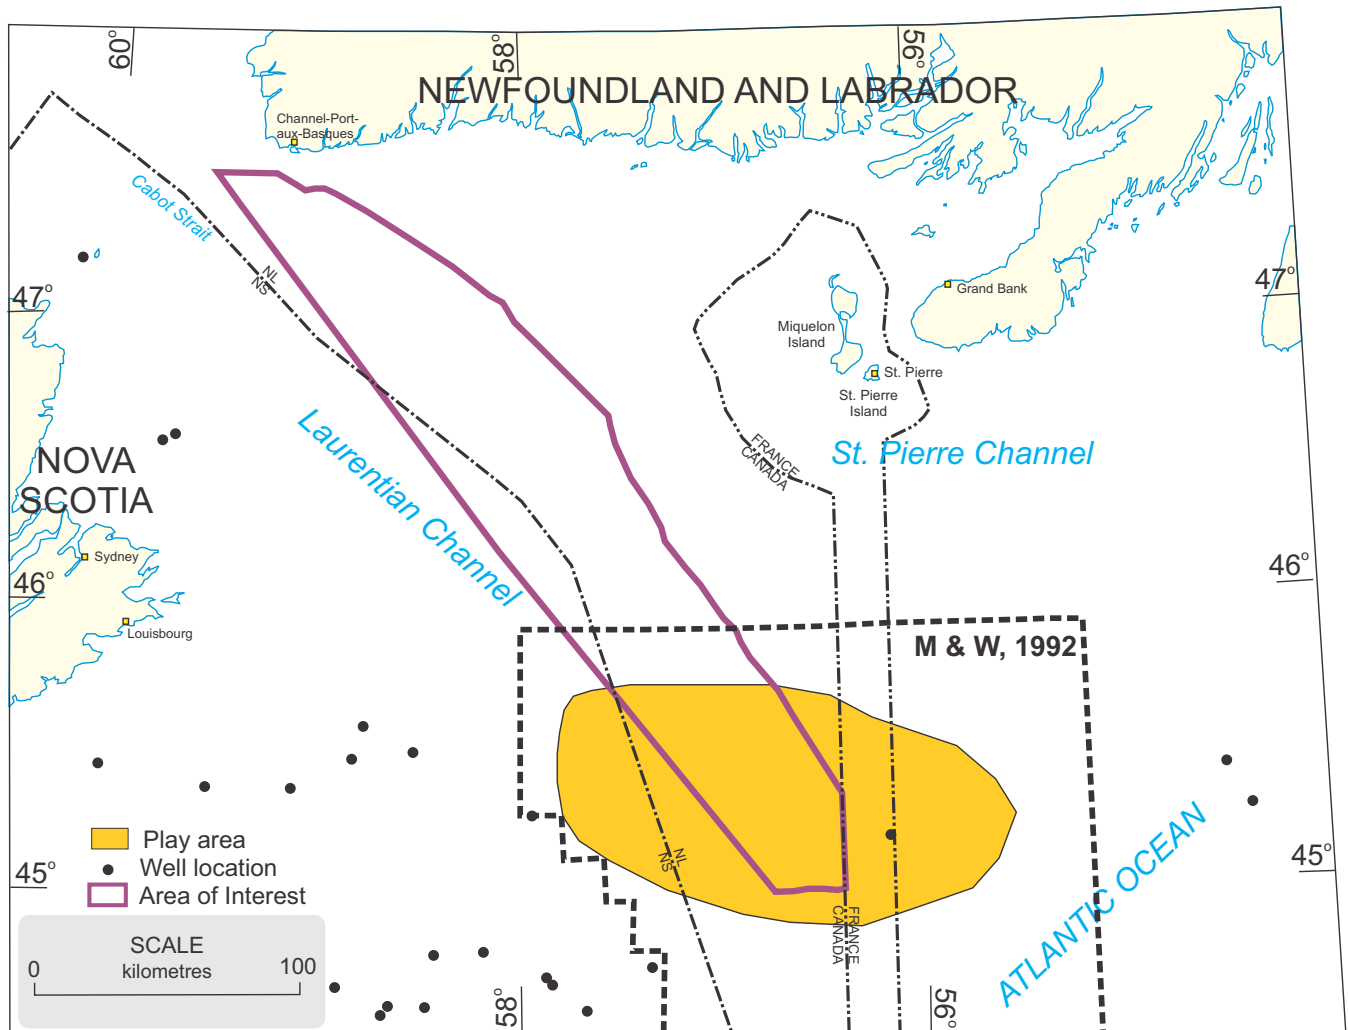 60°
58°
56°
NEWFOUNDLAND AND LABRADOR
Channel-Port-
aux-Basques
Cabot Strait
NL
NS
47°
47°
Grand Bank
Miquelon
Island
St. Pierre
St. Pierre
Island
Laurentian Channel
FRANCE
CANADA
St. Pierre Channel
NOVA
SCOTIA
Sydney
46°
46°
Louisbourg
M & W, 1992
Play area
Well location
Area of Interest
45°
45°
NL
NS
ATLANTIC OCEAN
FRANCE
CANADA
SCALE
kilometres
0
100
58°
56°